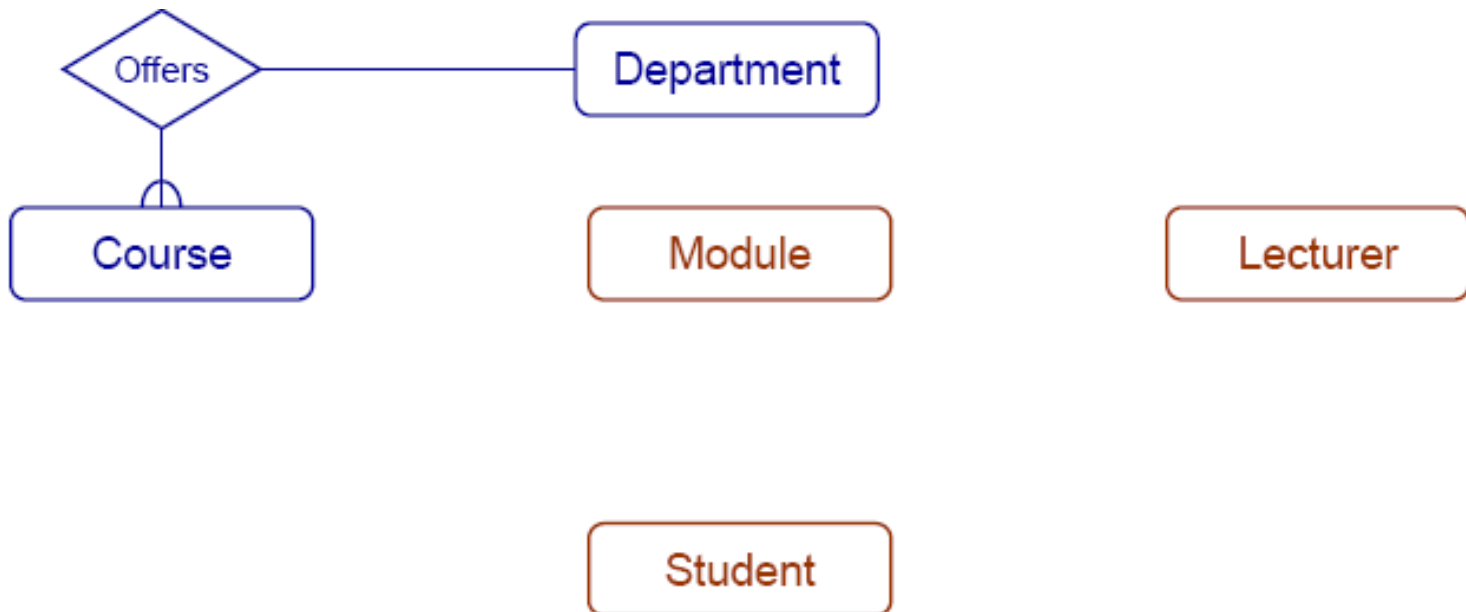 Offers
Department
Course
Module
Lecturer
Student